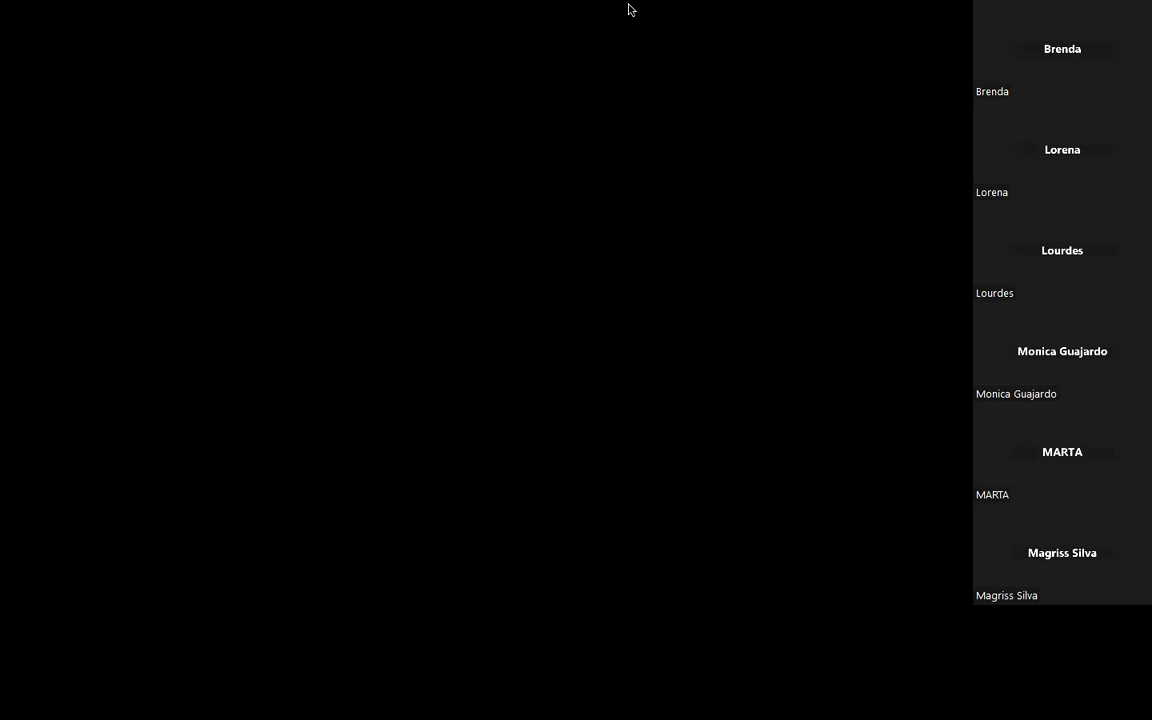 Brenda
Brenda
Lorena
Lorena
Lourdes
Lourdes
Monica Guajardo
Monica Guajardo
MARTA
MARTA
Magriss Silva
Magriss Silva